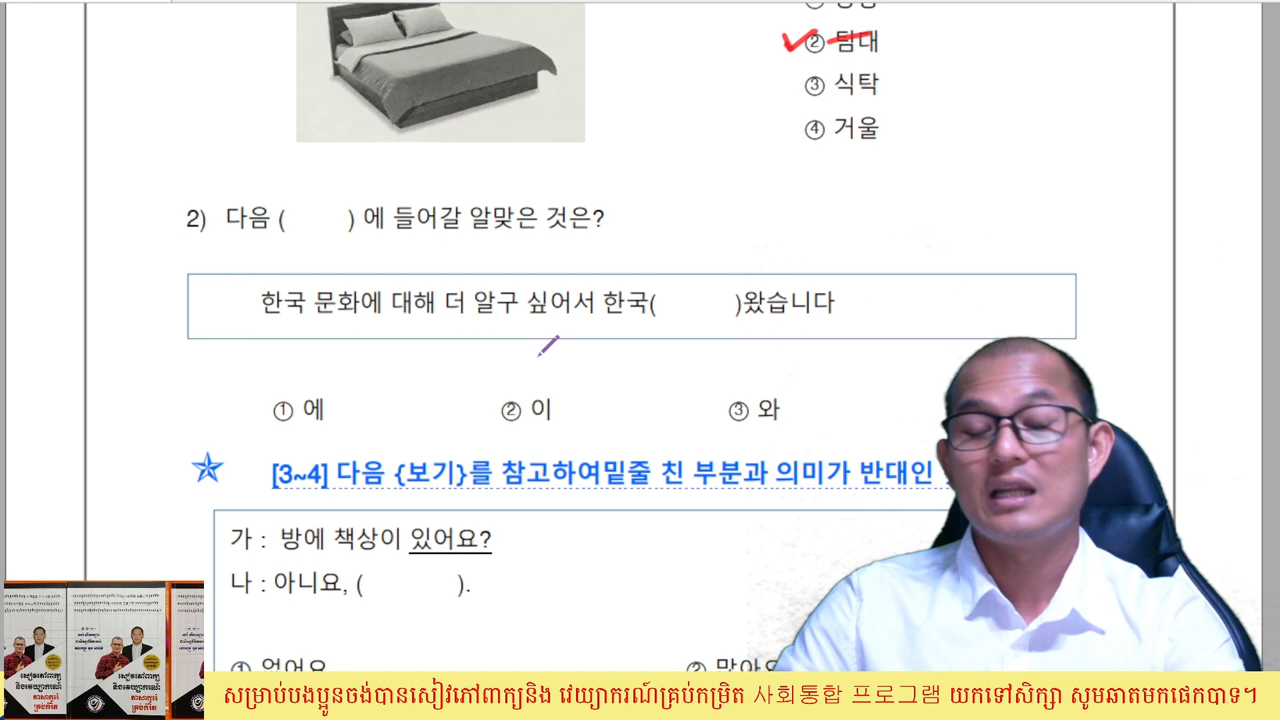 ② 팀대
③ 식탁
④ 거울
2) 다음 ( ) 에 들어갈 알맞은 것은?
한국 문화에 대해 더 알구 싶어서 한국( )왔습니다
① 에 ② 이 ③ 와
[3~4] 다음 {보기}를 참고하여밑줄 친 부분과 의미가 반대인
가 : 방에 책상이 있어요?
나 : 아니요, ( ).
សម្រាប់បងប្អូនចង់បានសៀវភៅពាក្យនិង វេយ្យាករណ៍គ្រប់កម្រិត 사회통합 프로그램 យកទៅសិក្សា សូមឆាតមកផេកបាទ។